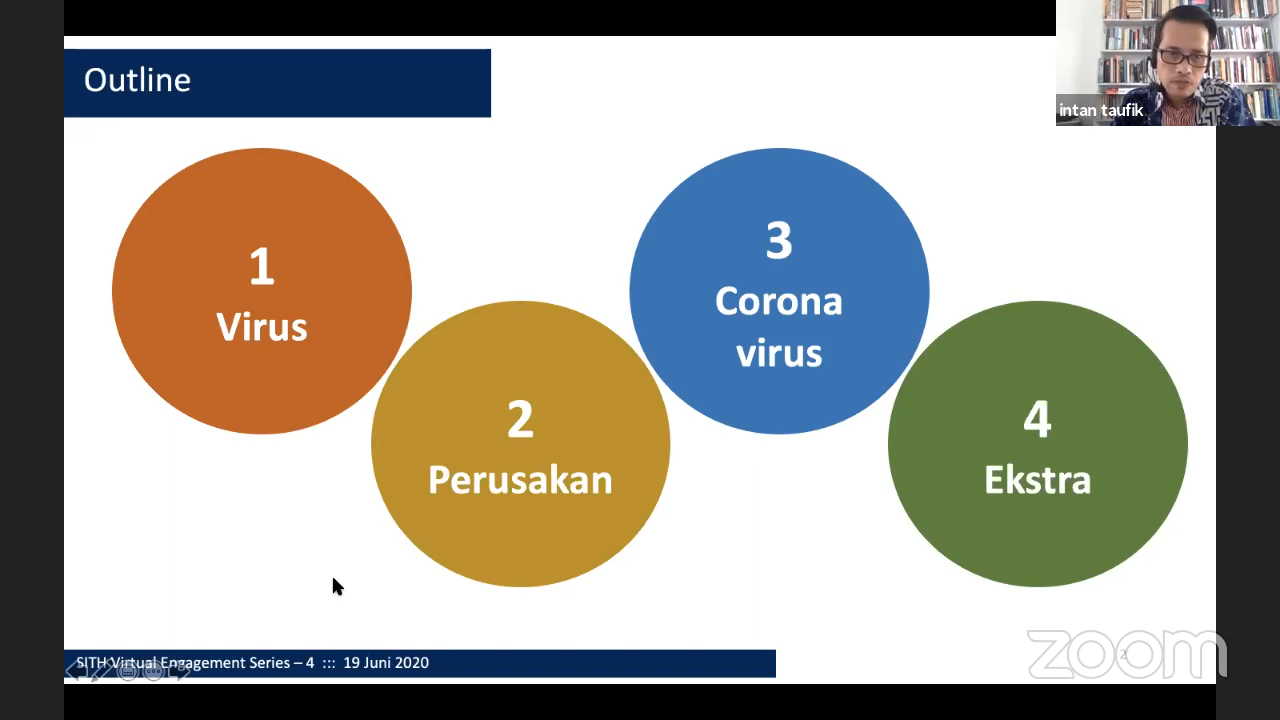 Outline
intan taufik
1
Virus
2
Perusakan
3
Corona
virus
4
Ekstra
SITH Virtual Engagement Series – 4 ::: 19 Juni 2020
2
zoom